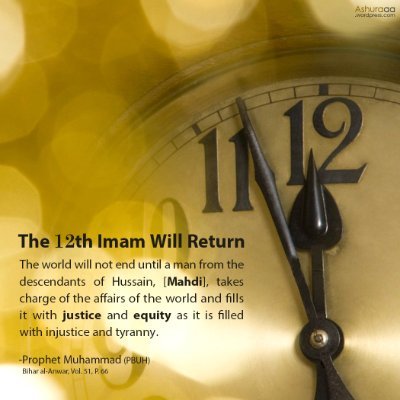 Ashuraaa
.wordpress.com
11 12
The 12th Imam Will Return
The world will not end until a man from the
descendants of Hussain, [Mahdi], takes
charge of the affairs of the world and fills
it with justice and equity as it is filled
with injustice and tyranny.
-Prophet Muhammad (PBUH)
Bihar al-Anwar, Vol. 51, P. 66